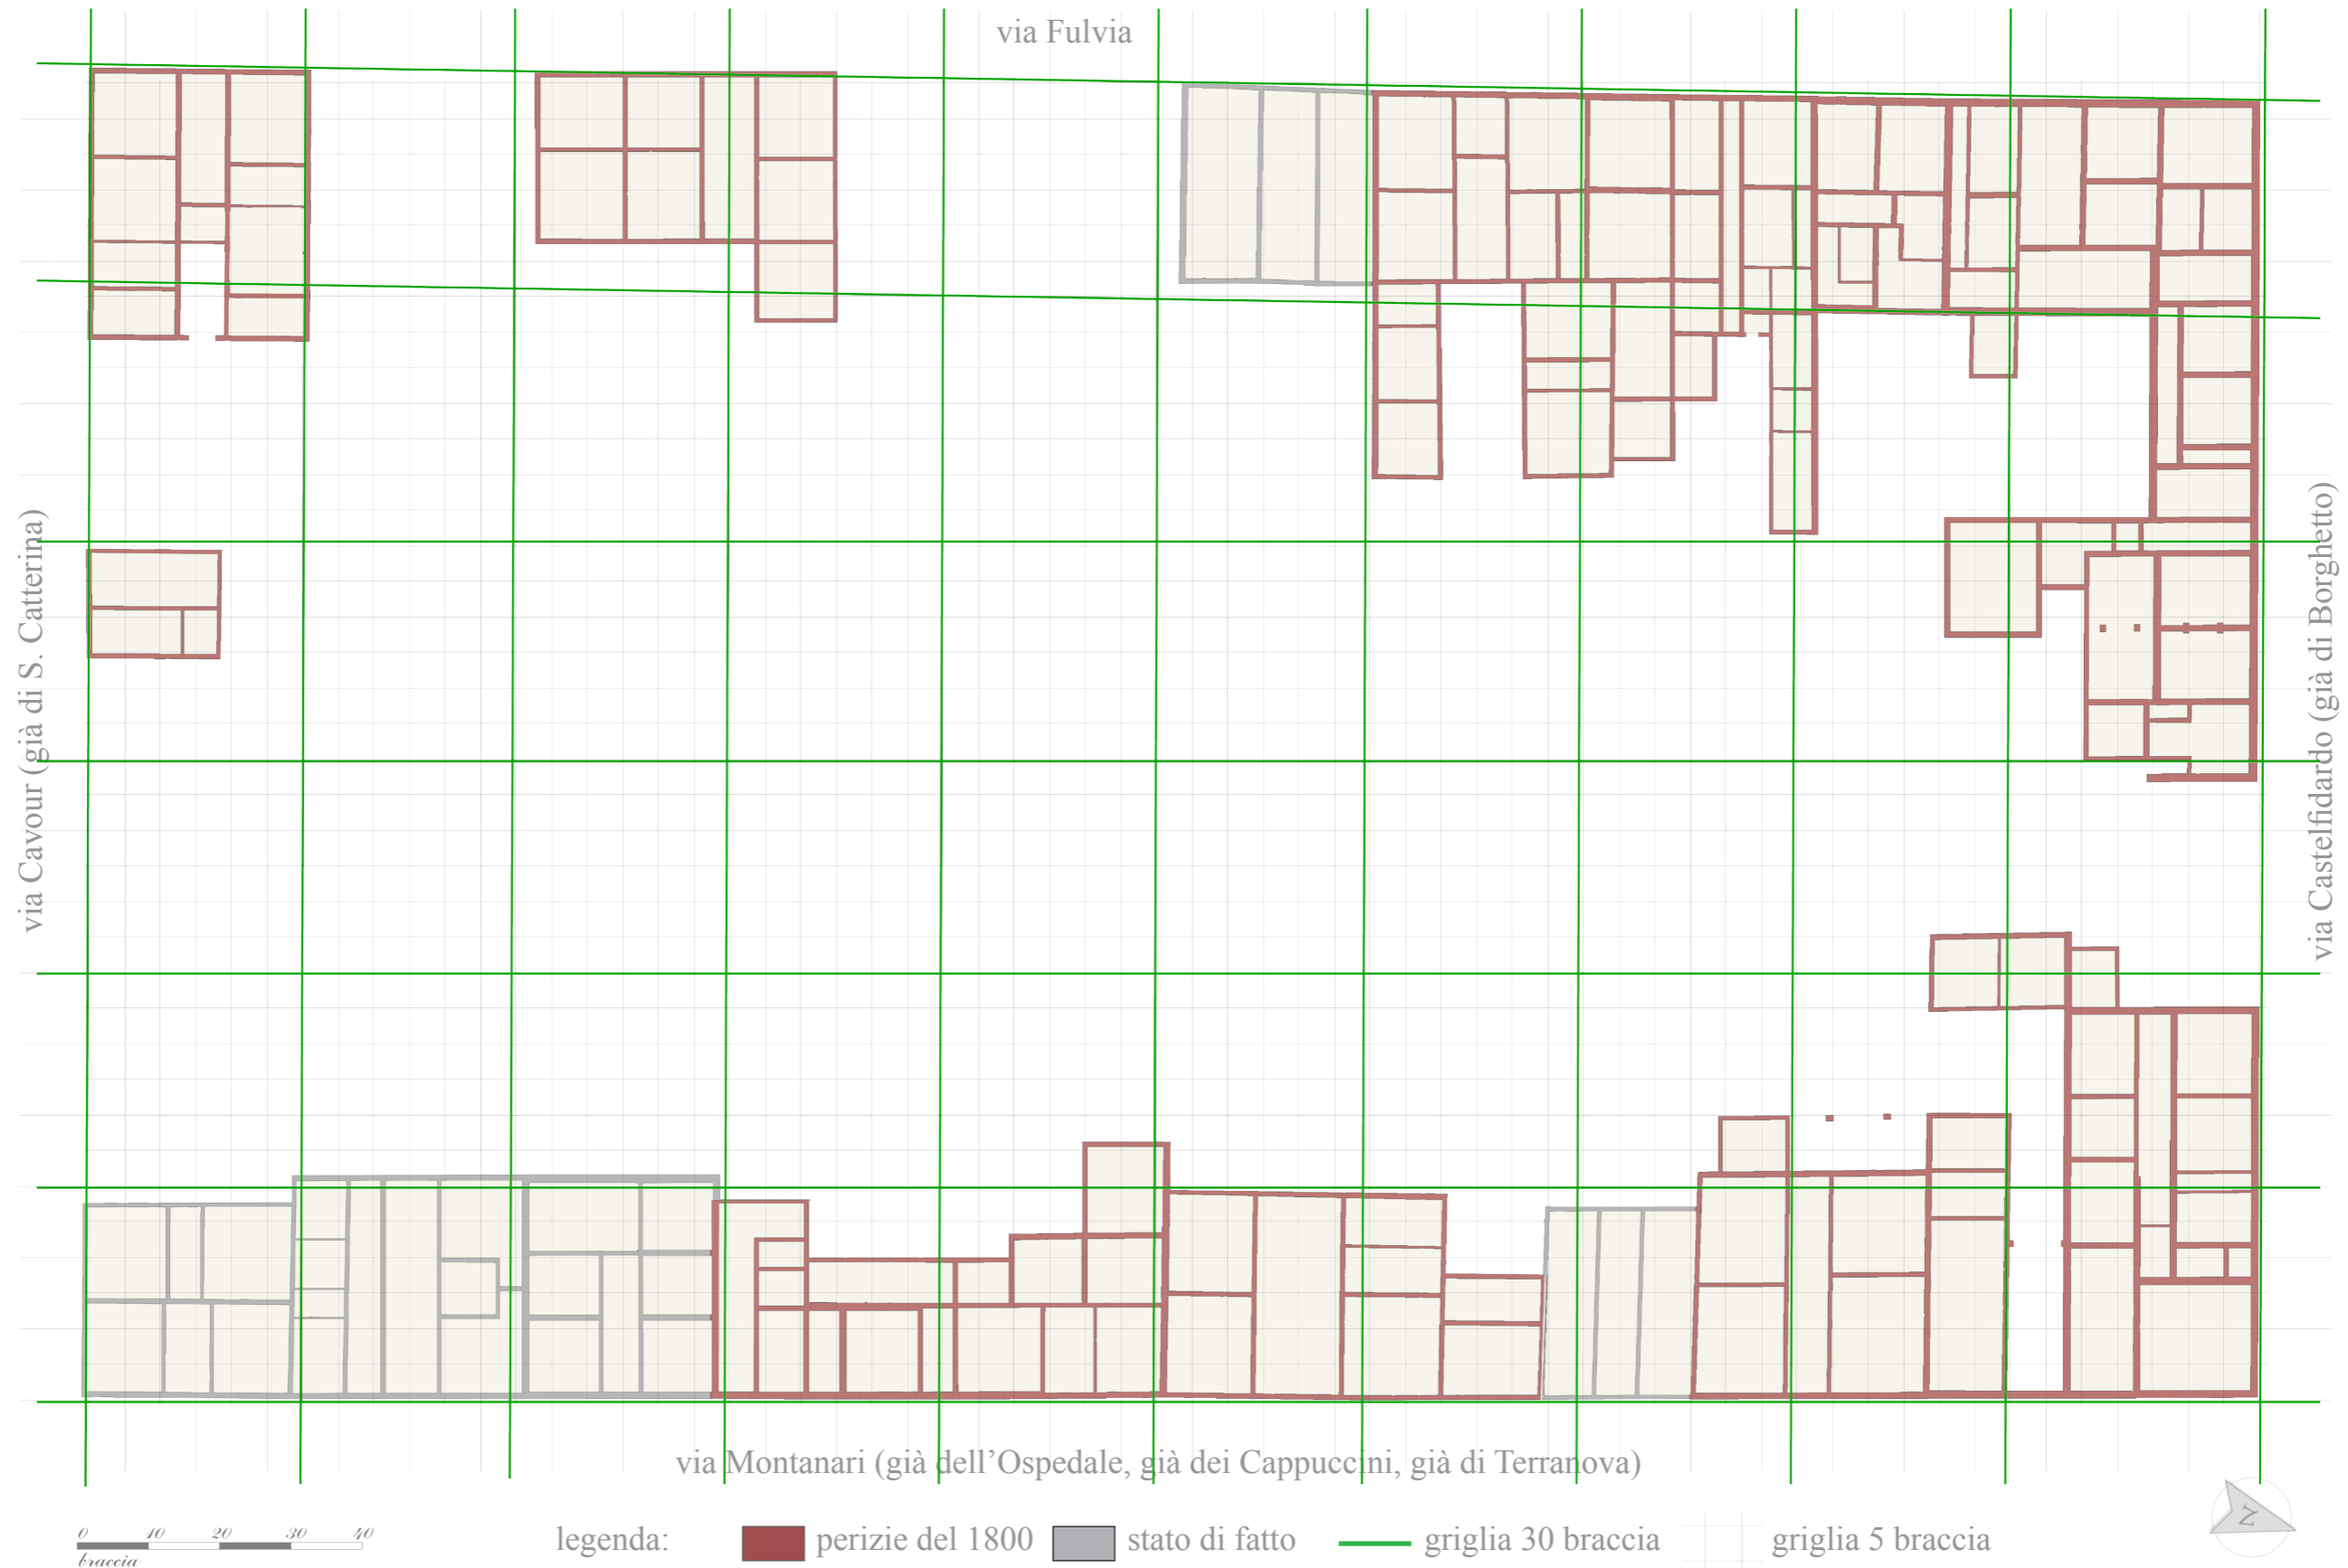 via Fulvia
via Cavour (già di S. Catterina)
via Castelfidardo (già di Borghetto)
via Montanari (già dell’Ospedale, già dei Cappuccini, già di Terranova)
0 10 20 30 40
braccia
legenda: perizie del 1800 stato di fatto griglia 30 braccia griglia 5 braccia
N